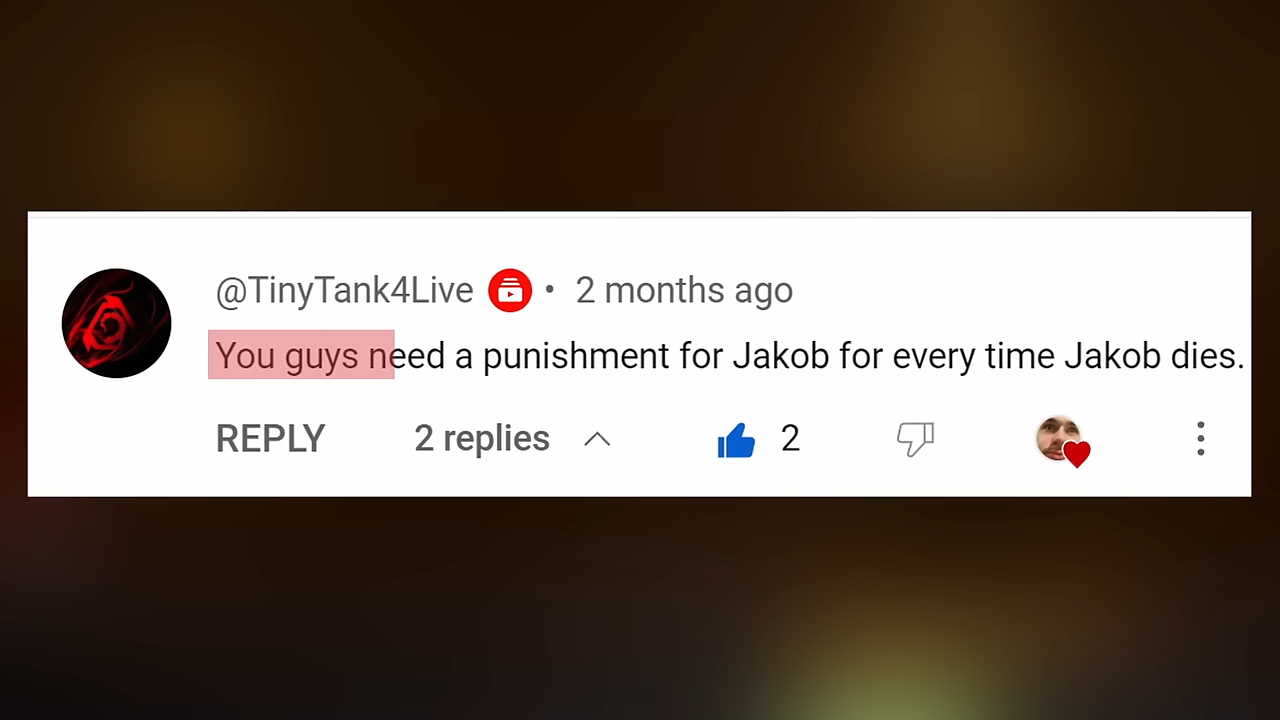 @TinyTank4Live • 2 months ago
You guys need a punishment for Jakob for every time Jakob dies.
REPLY 2 replies 2